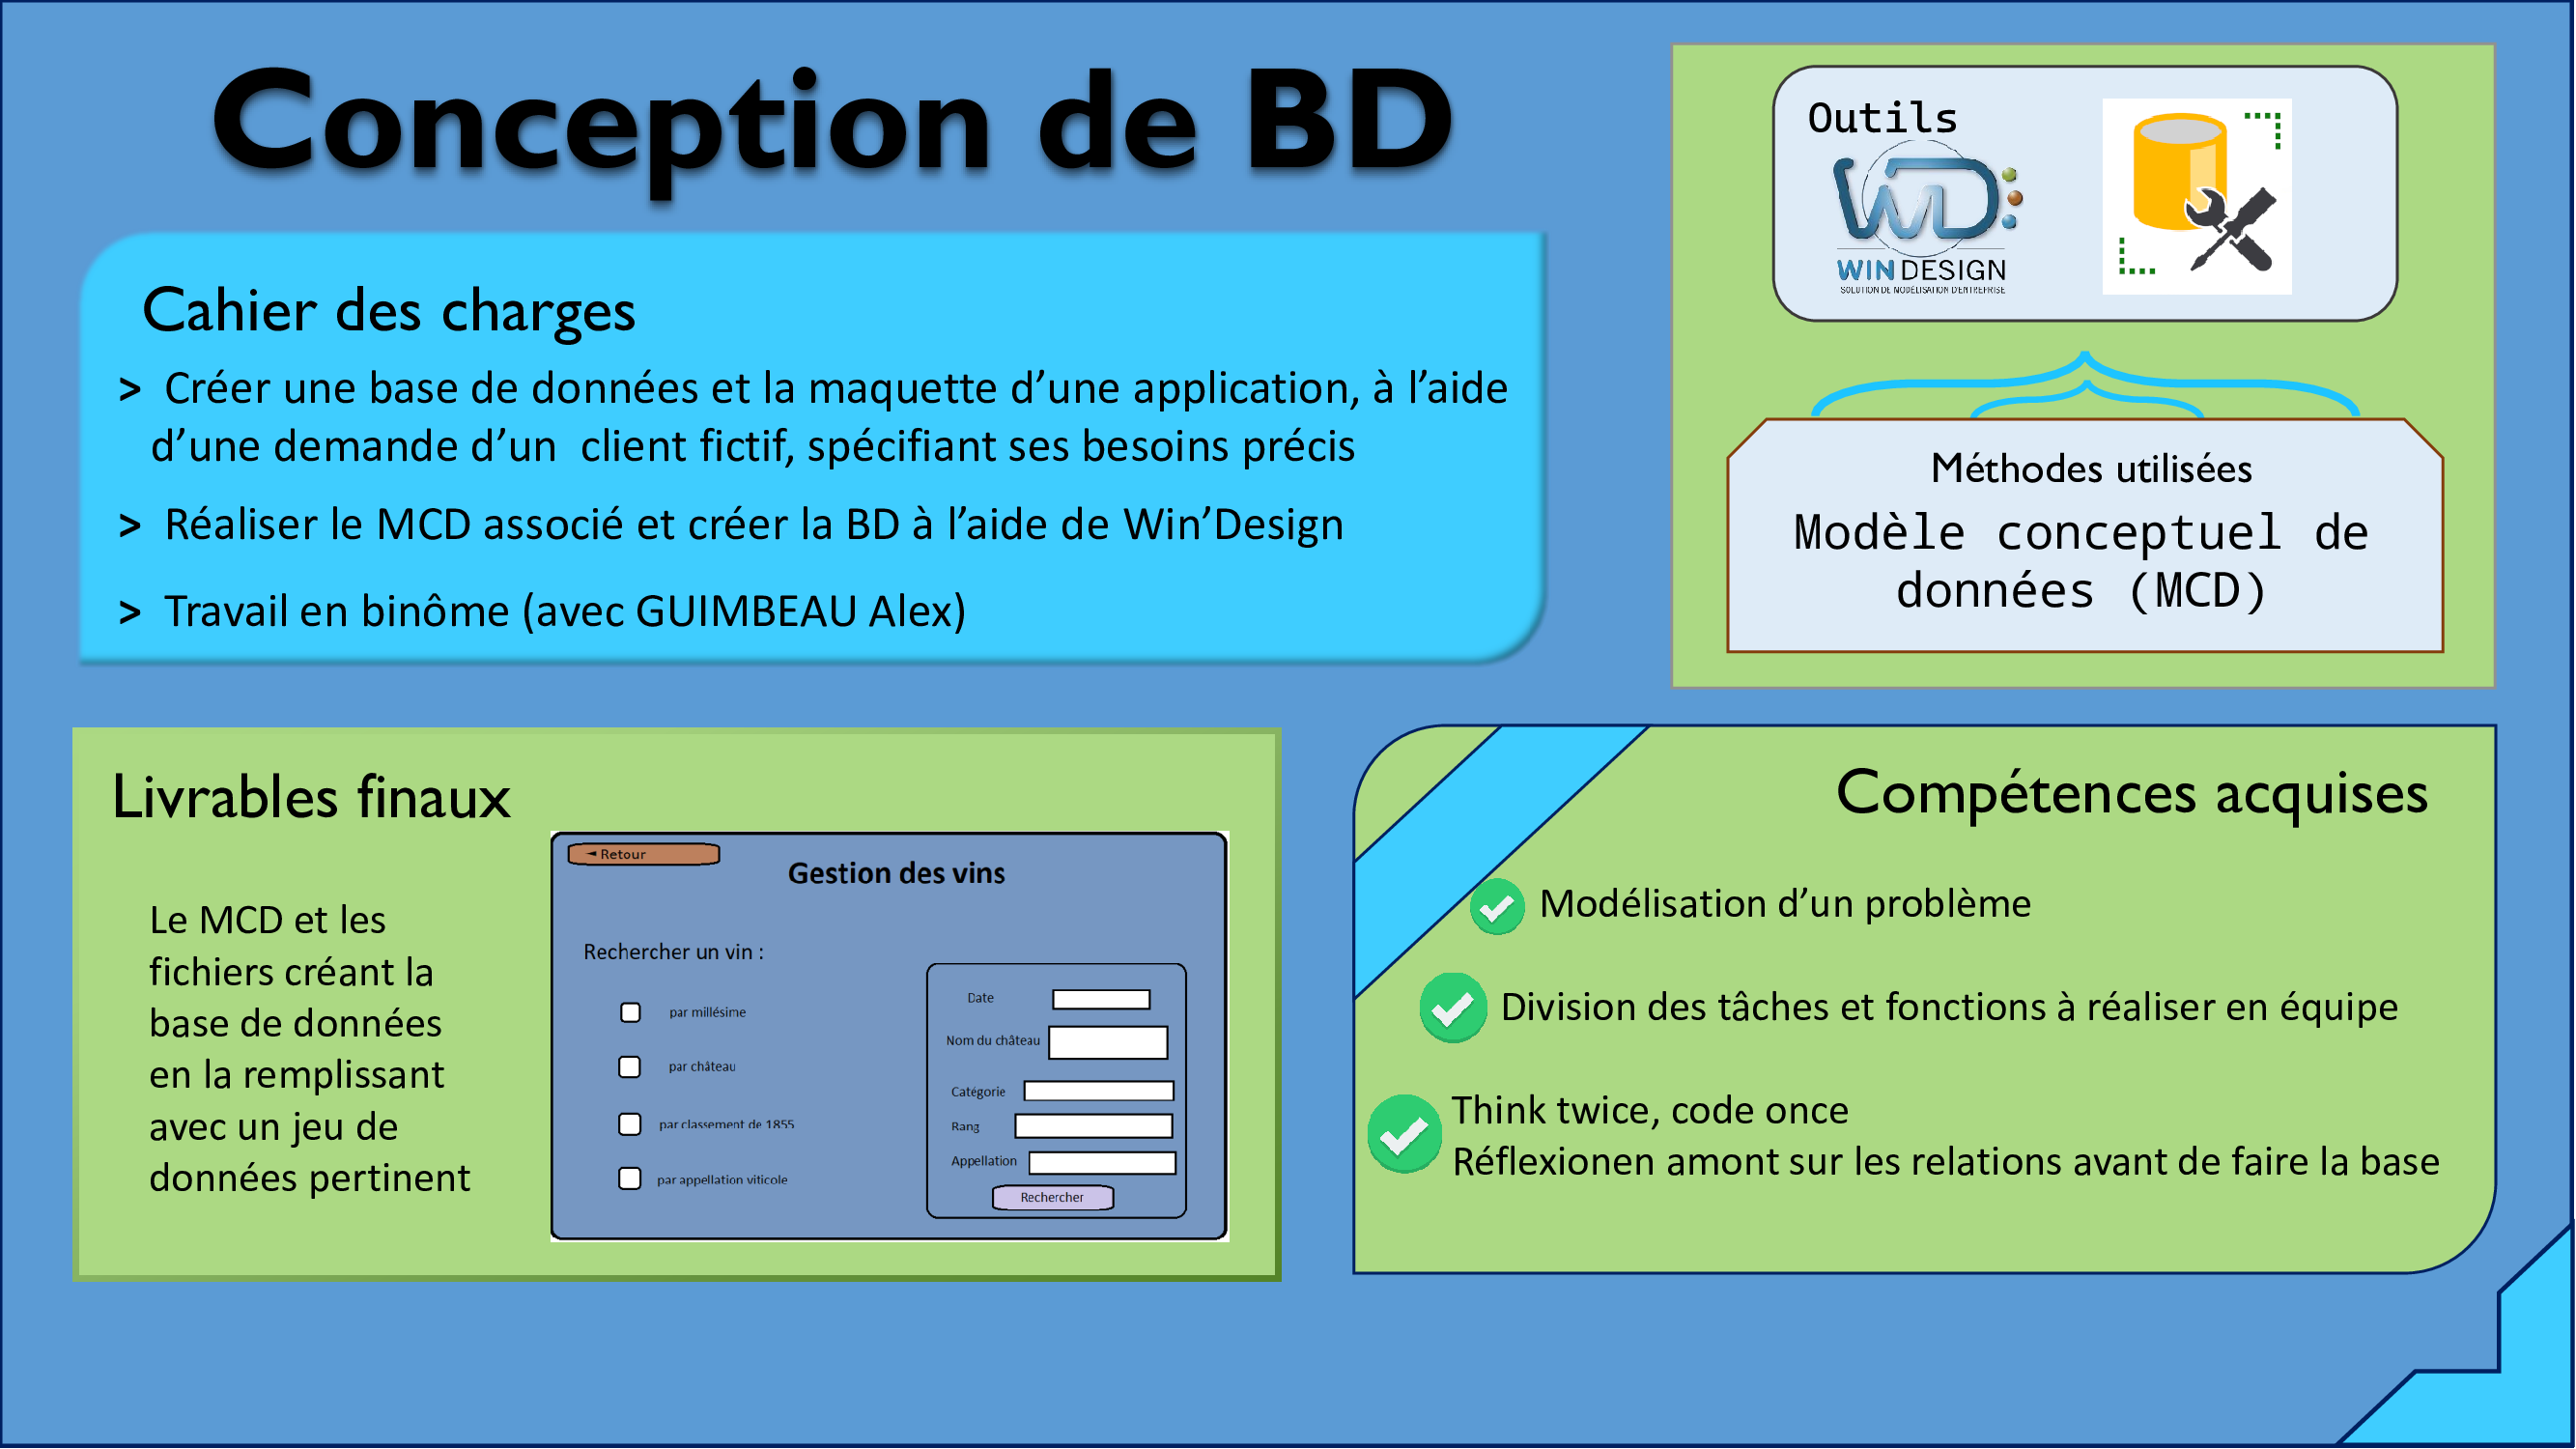 Conception de BD
Cahier des charges
> Créer une base de données et la maquette d’une application, à l’aide
d’une demande d’un client fictif, spécifiant ses besoins précis
> Réaliser le MCD associé et créer la BD à l’aide de Win’Design
> Travail en binôme (avec GUIMBEAU Alex)
Outils
WD:
WINDESIGN
SOLUTION DE MODÉLISATION D'ENTREPRISE
Méthodes utilisées
Modèle conceptuel de
données (MCD)
Livrables finaux
Le MCD et les
fichiers créant la
base de données
en la remplissant
avec un jeu de
données pertinent
◄ Retour
Gestion des vins
Rechercher un vin :
par millésime
par château
par classement de 1855
par appellation viticole
Date
Nom du château
Catégorie
Rang
Appellation
Rechercher
Compétences acquises
Modélisation d’un problème
Division des tâches et fonctions à réaliser en équipe
Think twice, code once
Réflexionen amont sur les relations avant de faire la base